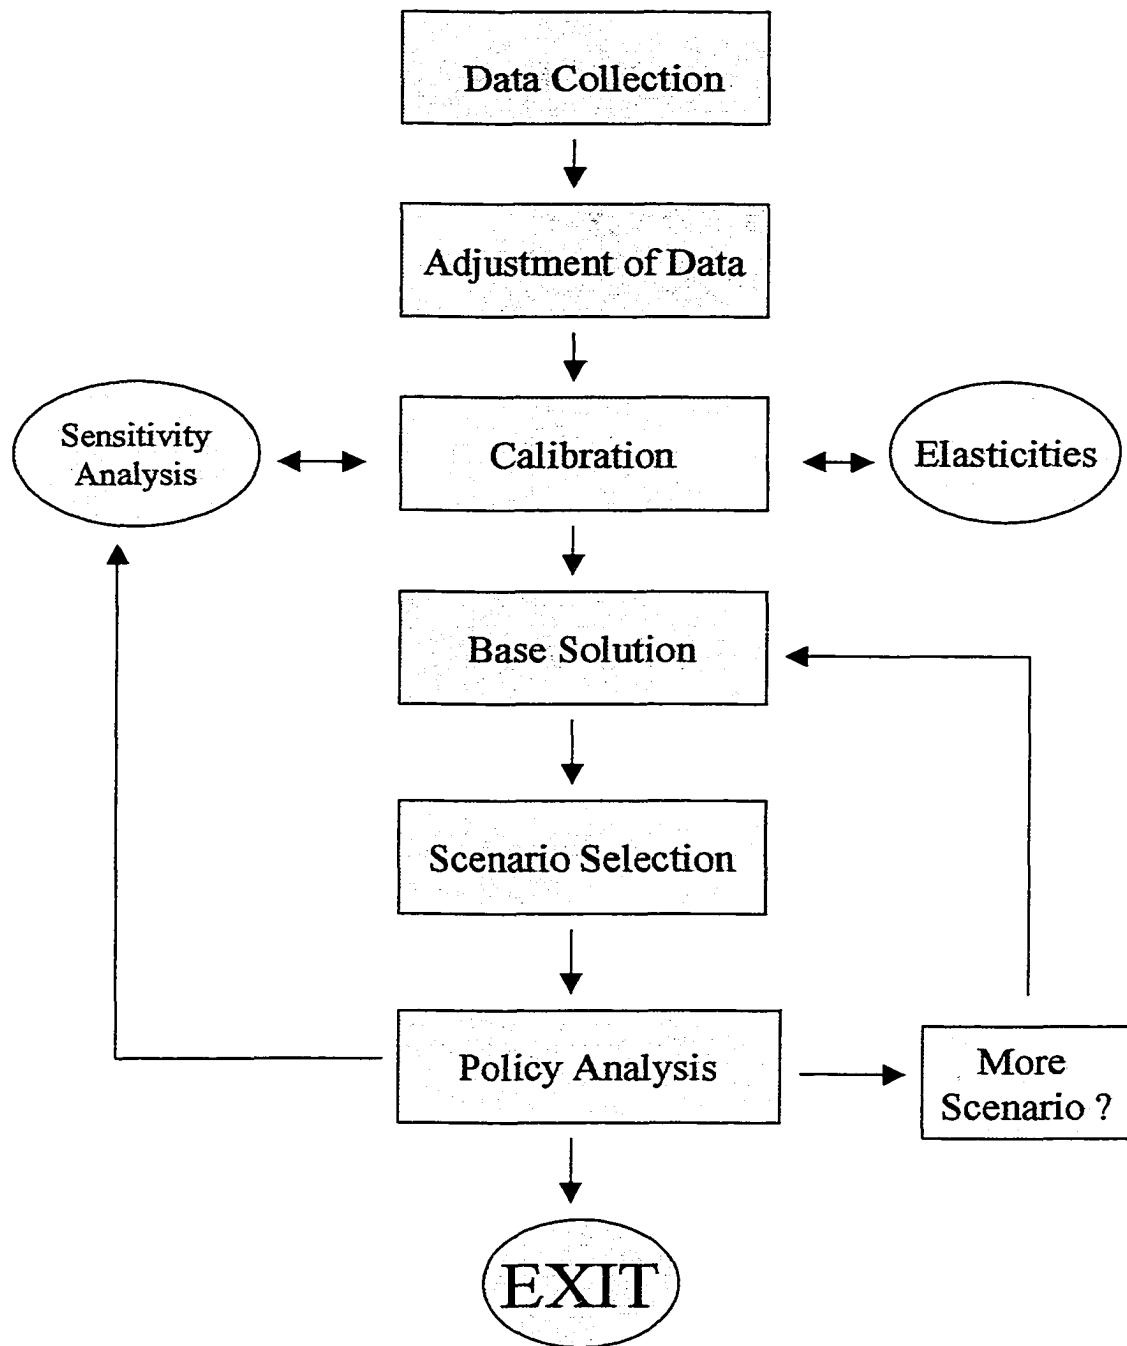 Data Collection
Adjustment of Data
Sensitivity
Analysis
Calibration
Elasticities
Base Solution
Scenario Selection
Policy Analysis
More
Scenario ?
EXIT